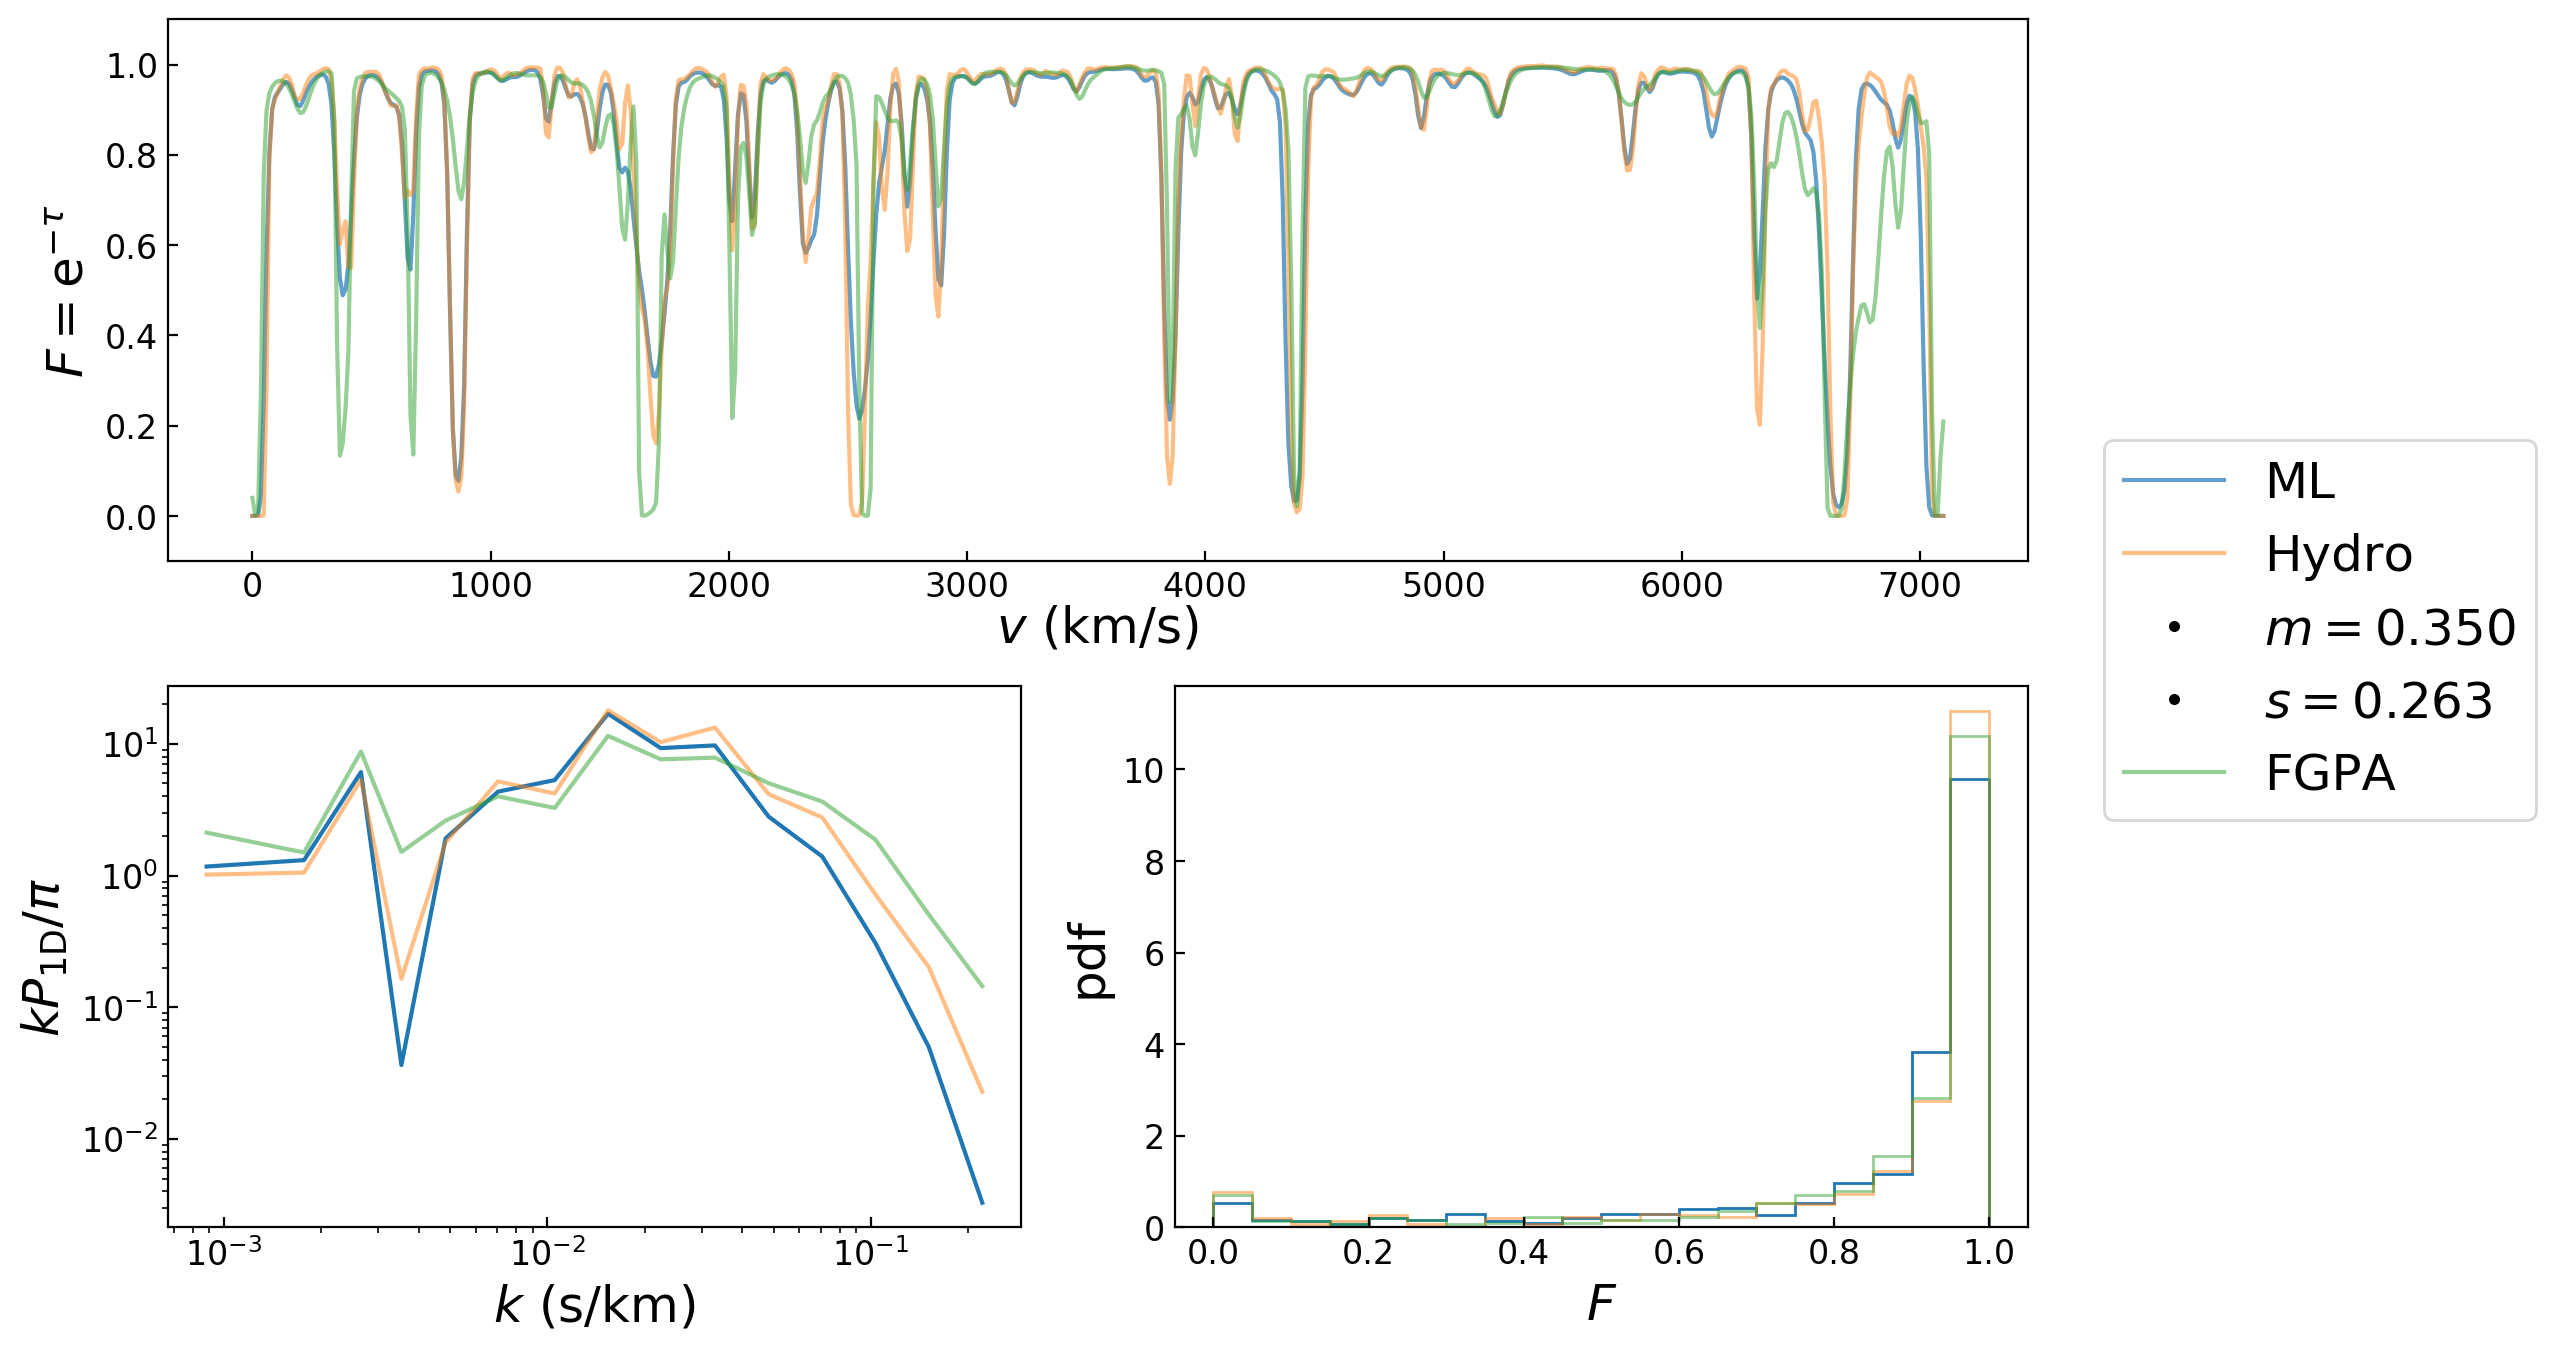 1.0
0.8
0.6
0.4
0.2
0.0
F = e^{−τ}
0 1000 2000 3000 4000 5000 6000 7000
v (km/s)
ML
Hydro
m = 0.350
s = 0.263
FGPA
10^1
10^0
10^{−1}
10^{−2}
kP_{1D}/π
10^{−3} 10^{−2} 10^{−1}
k (s/km)
10
8
6
4
2
0
pdf
0.0 0.2 0.4 0.6 0.8 1.0
F